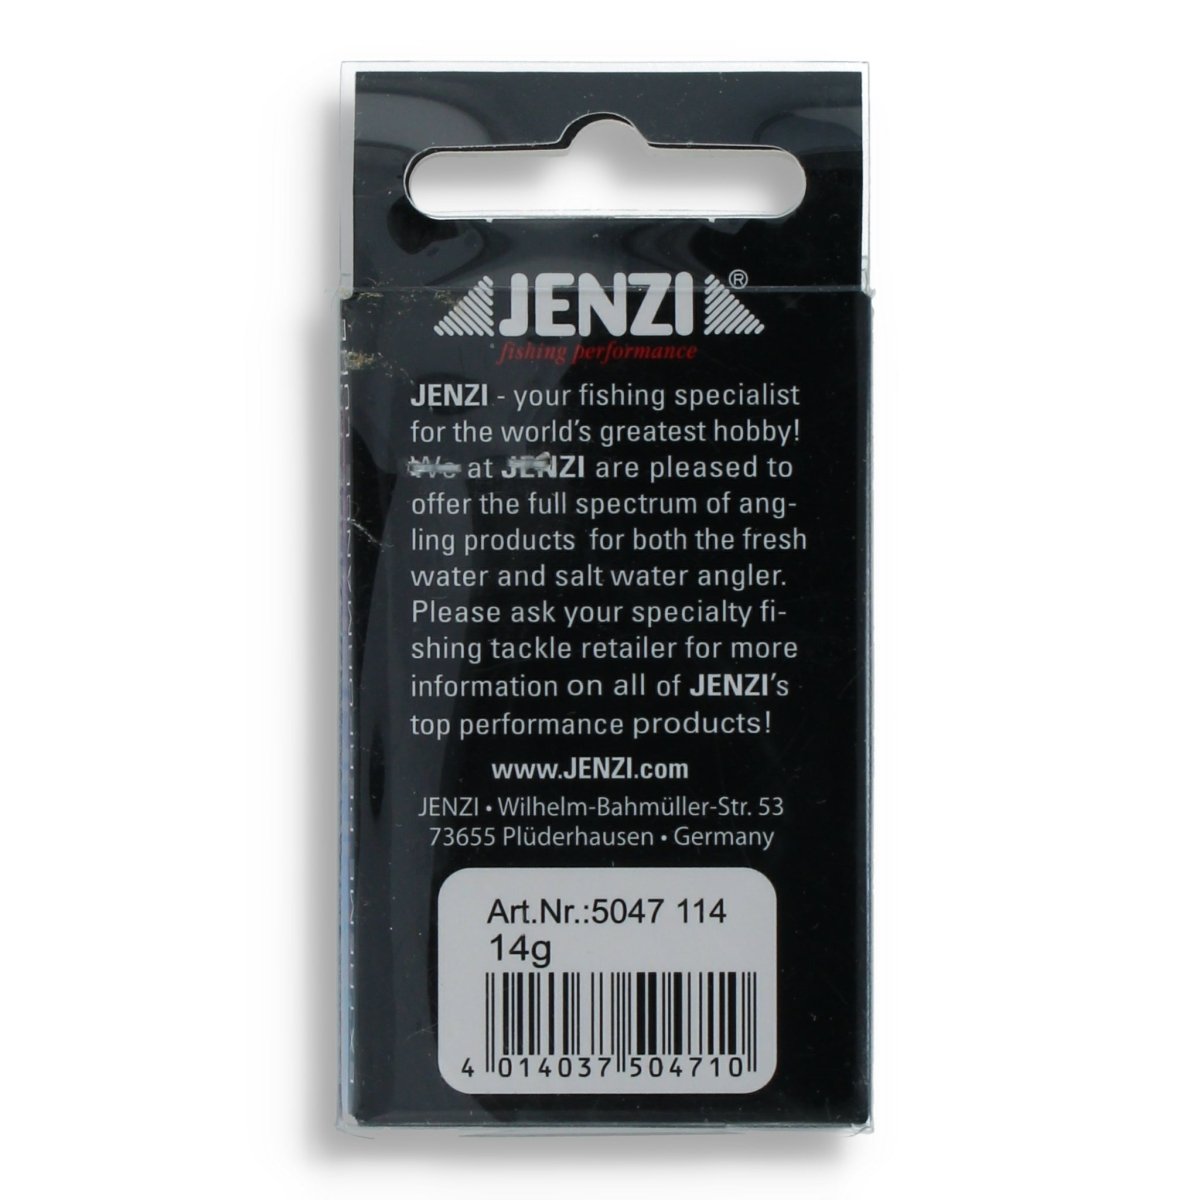 JENZI®
fishing performance
JENZI - your fishing specialist
for the world's greatest hobby!
We at JENZI are pleased to
offer the full spectrum of ang-
ling products for both the fresh
water and salt water angler.
Please ask your specialty fi-
shing tackle retailer for more
information on all of JENZI's
top performance products!
www.JENZI.com
JENZI • Wilhelm-Bahmüller-Str. 53
73655 Plüderhausen • Germany
Art.Nr.:5047 114
14g
4 014037 504710